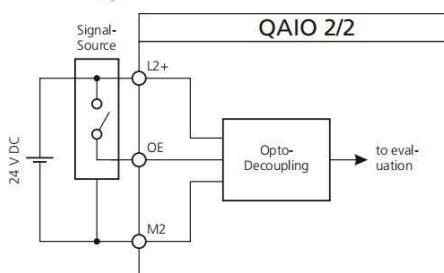 QAIO 2/2
Signal-
Source
L2+
24 V DC
OE
Opto-
Decoupling
to eval-
uation
M2